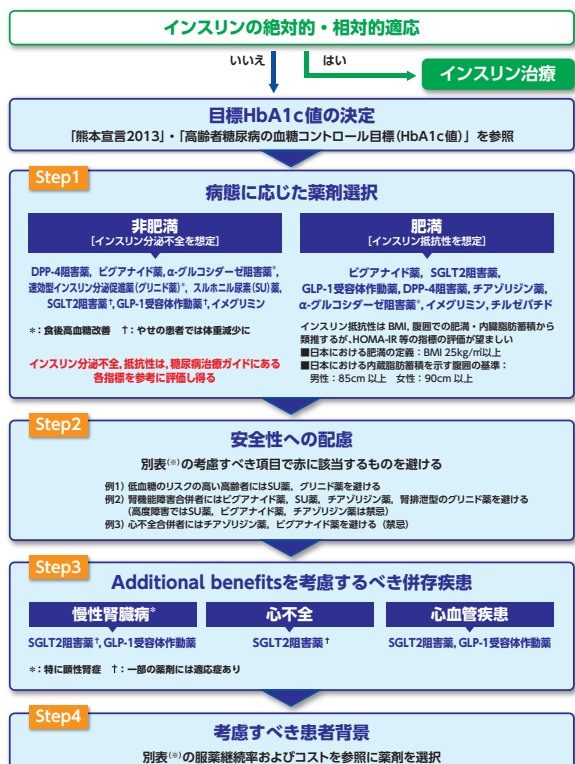 インスリンの絶対的・相対的適応
いいえ
はい
インスリン治療
目標HbA1c値の決定
「熊本宣言2013」・「高齢者糖尿病の血糖コントロール目標(HbA1c値)」を参照
Step1
病態に応じた薬剤選択
非肥満
[インスリン分泌不全を想定]
DPP-4阻害薬, ビグアナイド薬, α-グルコシダーゼ阻害薬*,
速効型インスリン分泌促進薬(グリニド薬)*, スルホニル尿素(SU)薬,
SGLT2阻害薬†, GLP-1受容体作動薬†, イメグリミン
*:食後高血糖改善 †:やせの患者では体重減少に
インスリン分泌不全, 抵抗性は, 糖尿病治療ガイドにある
各指標を参考に評価し得る
肥満
[インスリン抵抗性を想定]
ビグアナイド薬, SGLT2阻害薬,
GLP-1受容体作動薬, DPP-4阻害薬, チアゾリジン薬,
α-グルコシダーゼ阻害薬*, イメグリミン, チルゼパチド
インスリン抵抗性は BMI, 腹囲での肥満・内臓脂肪蓄積から
類推するが、HOMA-IR 等の指標の評価が望ましい
■日本における肥満の定義:BMI 25kg/㎡以上
■日本における内蔵脂肪蓄積を示す腹囲の基準:
男性:85cm 以上 女性:90cm 以上
Step2
安全性への配慮
別表(※)の考慮すべき項目で赤に該当するものを避ける
例1) 低血糖のリスクの高い高齢者にはSU薬, グリニド薬を避ける
例2) 腎機能障害合併者にはビグアナイド薬, SU薬, チアゾリジン薬, 腎排泄型のグリニド薬を避ける
(高度障害ではSU薬, ビグアナイド薬, チアゾリジン薬は禁忌)
例3) 心不全合併者にはチアゾリジン薬, ビグアナイド薬を避ける(禁忌)
Step3
Additional benefitsを考慮するべき併存疾患
慢性腎臓病*
SGLT2阻害薬†, GLP-1受容体作動薬
心不全
SGLT2阻害薬†
心血管疾患
SGLT2阻害薬, GLP-1受容体作動薬
*:特に顕性腎症 †:一部の薬剤には適応症あり
Step4
考慮すべき患者背景
別表(※)の服薬継続率およびコストを参照に薬剤を選択